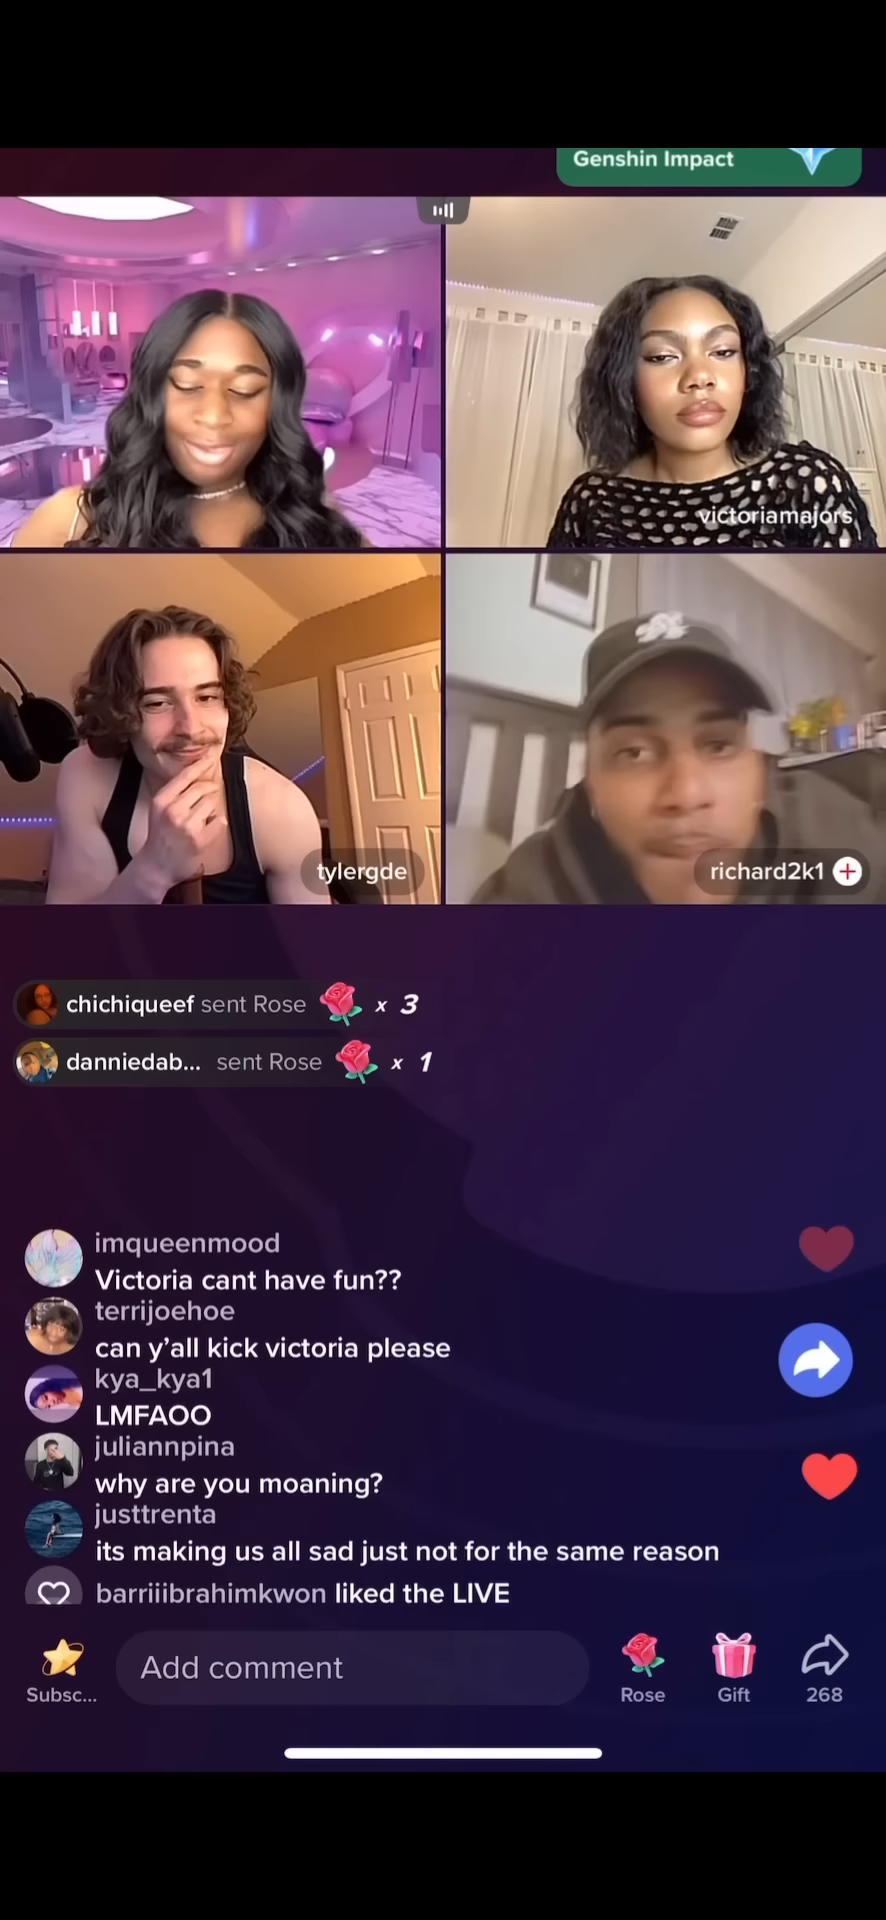 Genshin Impact
victoriamajors
tylergde
richard2k1
chichiqueef sent Rose x 3
danniedab... sent Rose x 1
imqueenmood
Victoria cant have fun??
terrijoehoe
can y’all kick victoria please
kya_kya1
LMFAOO
juliannpina
why are you moaning?
justtrenta
its making us all sad just not for the same reason
barriiibrahimkwon liked the LIVE
Subsc...
Add comment
Rose
Gift
268